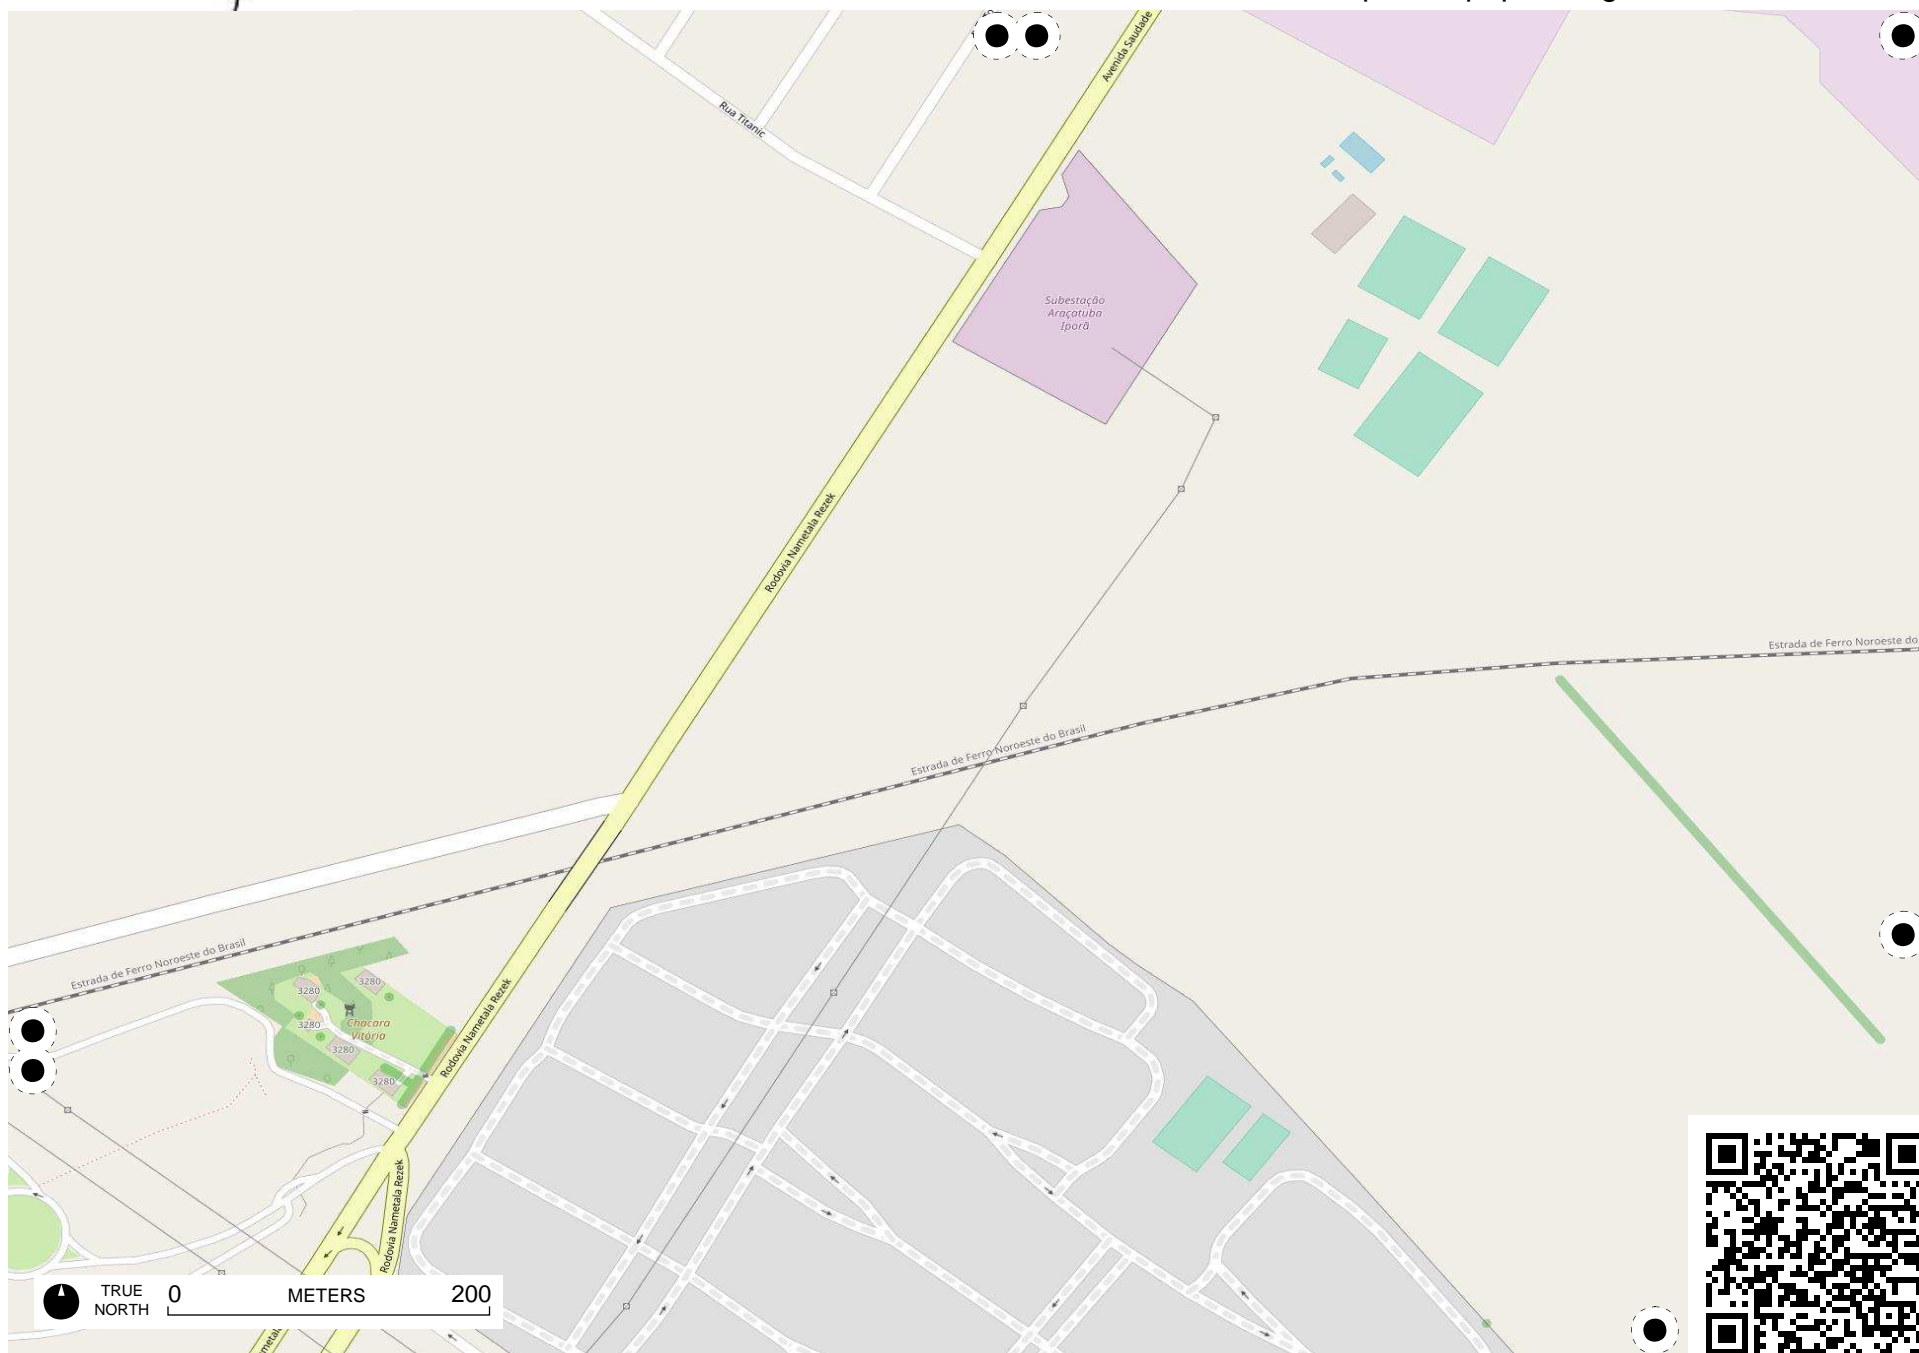 Avenida Saudade
Rua Titanic
Subestação
Araçatuba
Iporã
Rodovia Nametala Rezek
Estrada de Ferro Noroeste do
Estrada de Ferro Noroeste do Brasil
Estrada de Ferro Noroeste do Brasil
3280
3280
3280
Chacara
Vitória
3280
3280
Rodovia Nametala Rezek
Rodovia Nametala Rezek
TRUE
NORTH
0 METERS 200